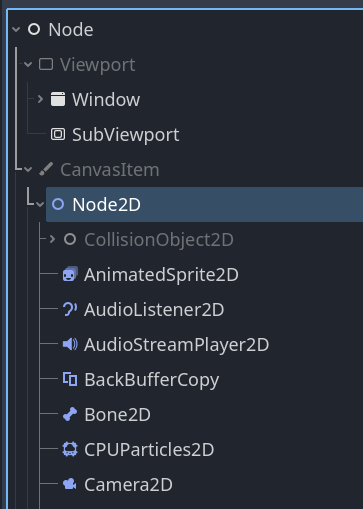 Node
Viewport
Window
SubViewport
CanvasItem
Node2D
CollisionObject2D
AnimatedSprite2D
AudioListener2D
AudioStreamPlayer2D
BackBufferCopy
Bone2D
CPUParticles2D
Camera2D